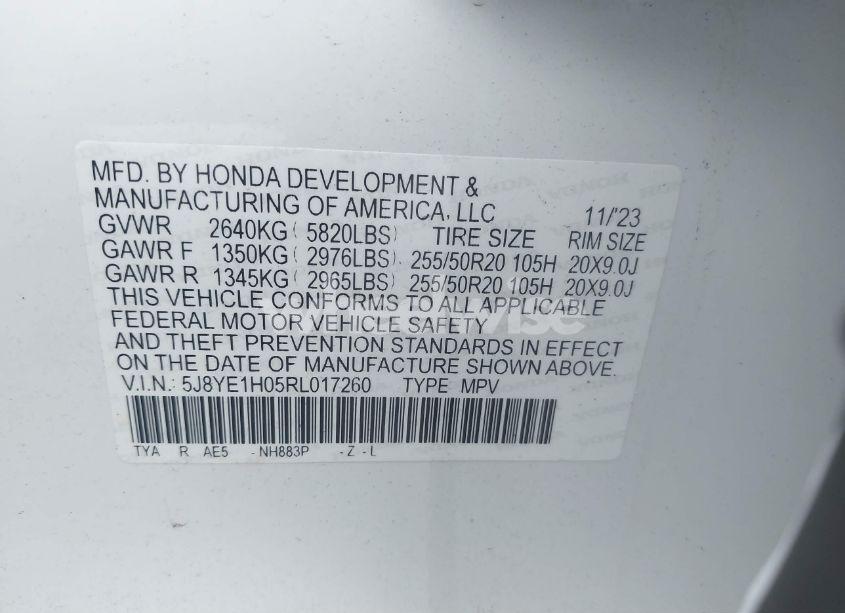 MFD. BY HONDA DEVELOPMENT &
MANUFACTURING OF AMERICA, LLC 11/'23
GVWR 2640KG( 5820LBS) TIRE SIZE RIM SIZE
GAWR F 1350KG( 2976LBS). 255/50R20 105H 20X9.0J
GAWR R 1345KG( 2965LBS) 255/50R20 105H 20X9.0J
THIS VEHICLE CONFORMS TO ALL APPLICABLE
FEDERAL MOTOR VEHICLE SAFETY
AND THEFT PREVENTION STANDARDS IN EFFECT
ON THE DATE OF MANUFACTURE SHOWN ABOVE.
V.I.N.: 5J8YE1H05RL017260 TYPE MPV
TYA R AE5 -NH883P -Z -L